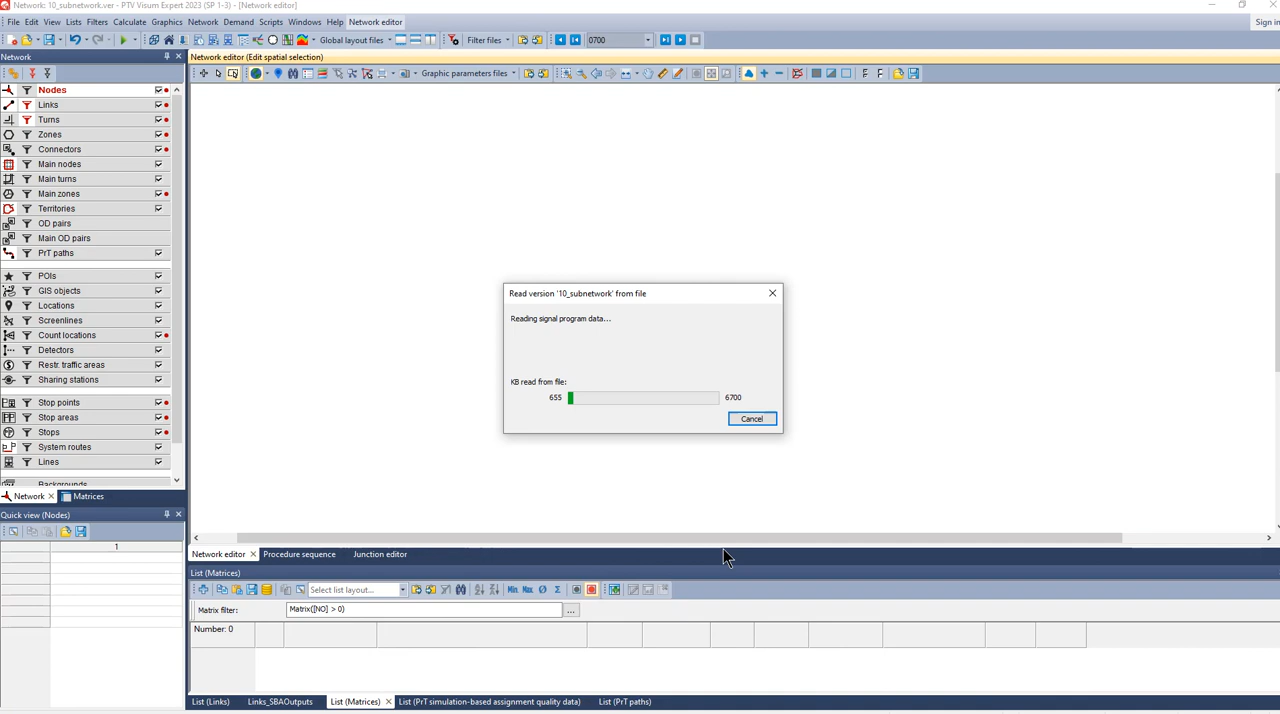 Network: 10_subnetwork.ver - PTV Visum Expert 2023 (SP 1-3) - [Network editor]
File Edit View Lists Filters Calculate Graphics Network Demand Scripts Windows Help Network editor
Sign in
Global layout files
Filter files
0700
Network
Network editor (Edit spatial selection)
Graphic parameters files
F F
Nodes
Links
Turns
Zones
Connectors
Main nodes
Main turns
Main zones
Territories
OD pairs
Main OD pairs
PrT paths
POIs
GIS objects
Locations
Screenlines
Count locations
Detectors
Restr. traffic areas
Sharing stations
Stop points
Stop areas
Stops
System routes
Lines
Backgrounds
Network
Matrices
Quick view (Nodes)
1
Read version '10_subnetwork' from file
Reading signal program data...
KB read from file:
655
6700
Cancel
Network editor
Procedure sequence
Junction editor
List (Matrices)
Select list layout...
Min. Max. Ø Σ
Matrix filter:
Matrix([NO] > 0)
...
Number: 0
List (Links)
Links_SBAOutputs
List (Matrices)
List (PrT simulation-based assignment quality data)
List (PrT paths)